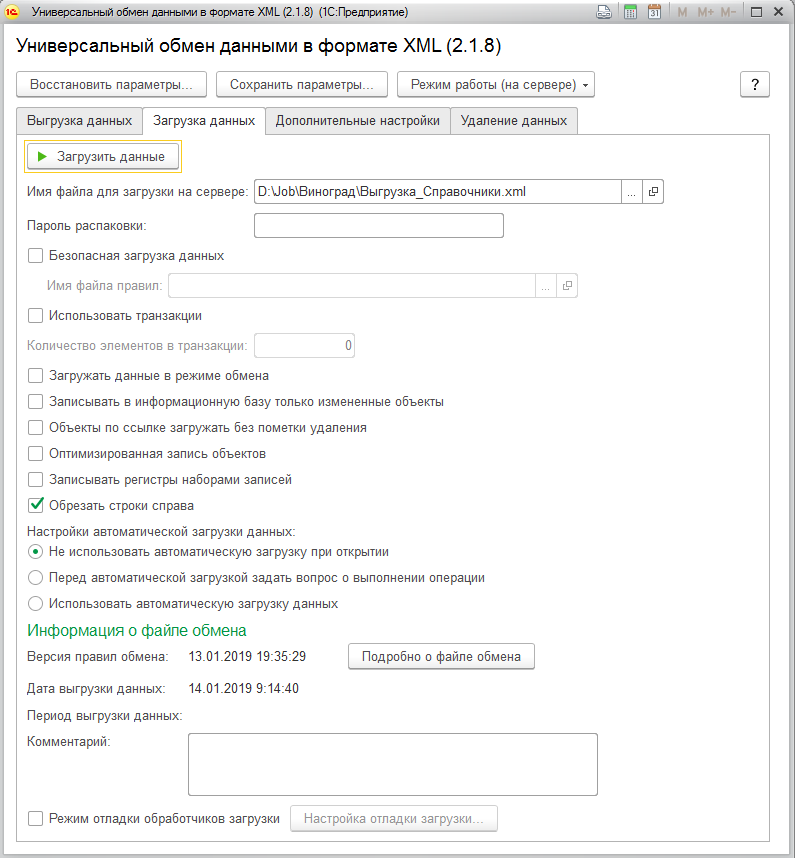 Универсальный обмен данными в формате XML (2.1.8) (1С:Предприятие)
M M+ M-
31
Универсальный обмен данными в формате XML (2.1.8)
Восстановить параметры... Сохранить параметры... Режим работы (на сервере) ?
Выгрузка данных Загрузка данных Дополнительные настройки Удаление данных
Загрузить данные
Имя файла для загрузки на сервере: D:\Job\Виноград\Выгрузка_Справочники.xml ...
Пароль распаковки:
Безопасная загрузка данных
Имя файла правил: ...
Использовать транзакции
Количество элементов в транзакции: 0
Загружать данные в режиме обмена
Записывать в информационную базу только измененные объекты
Объекты по ссылке загружать без пометки удаления
Оптимизированная запись объектов
Записывать регистры наборами записей
Обрезать строки справа
Настройки автоматической загрузки данных:
Не использовать автоматическую загрузку при открытии
Перед автоматической загрузкой задать вопрос о выполнении операции
Использовать автоматическую загрузку данных
Информация о файле обмена
Версия правил обмена: 13.01.2019 19:35:29 Подробно о файле обмена
Дата выгрузки данных: 14.01.2019 9:14:40
Период выгрузки данных:
Комментарий:
Режим отладки обработчиков загрузки Настройка отладки загрузки...